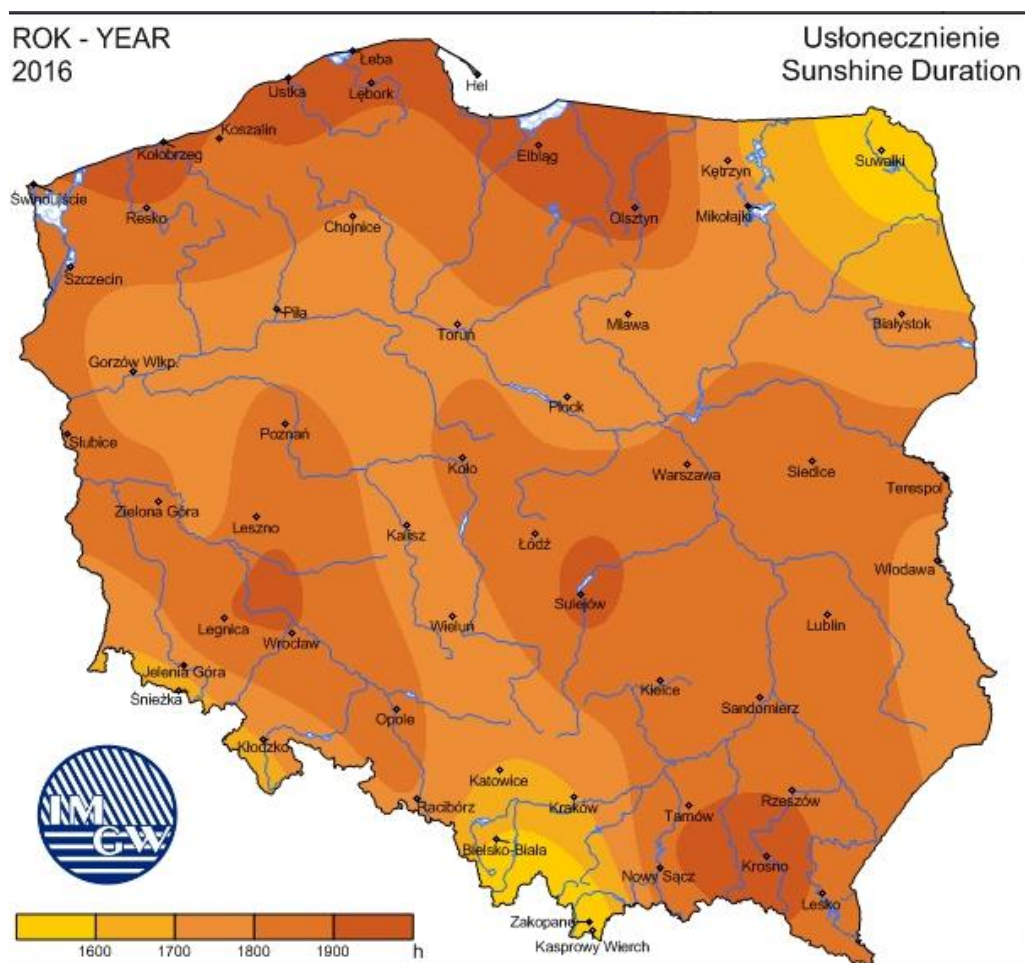 ROK - YEAR
2016
Usłonecznienie
Sunshine Duration
Łeba
Hel
Ustka
Lębork
Koszalin
Kołobrzeg
Elbląg
Suwałki
Kętrzyn
Świnoujście
Resko
Chojnice
Olsztyn
Mikołajki
Szczecin
Piła
Toruń
Mława
Białystok
Gorzów Wlkp.
Płock
Słubice
Poznań
Koło
Warszawa
Siedlce
Terespol
Zielona Góra
Leszno
Kalisz
Łódź
Włodawa
Sulejów
Legnica
Wrocław
Wieluń
Lublin
Jelenia Góra
Śnieżka
Kielce
Sandomierz
Opole
Kłodzko
Katowice
Racibórz
Kraków
Tarnów
Rzeszów
IM
GW
Bielsko-Biała
Nowy Sącz
Krosno
Lesko
Zakopane
Kasprowy Wierch
1600 1700 1800 1900 h